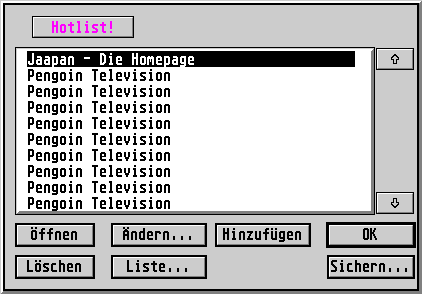 Hotlist!
Jaapan - Die Homepage
Pengoin Television
Pengoin Television
Pengoin Television
Pengoin Television
Pengoin Television
Pengoin Television
Pengoin Television
Pengoin Television
Pengoin Television
Öffnen Ändern... Hinzufügen OK
Löschen Liste... Sichern...